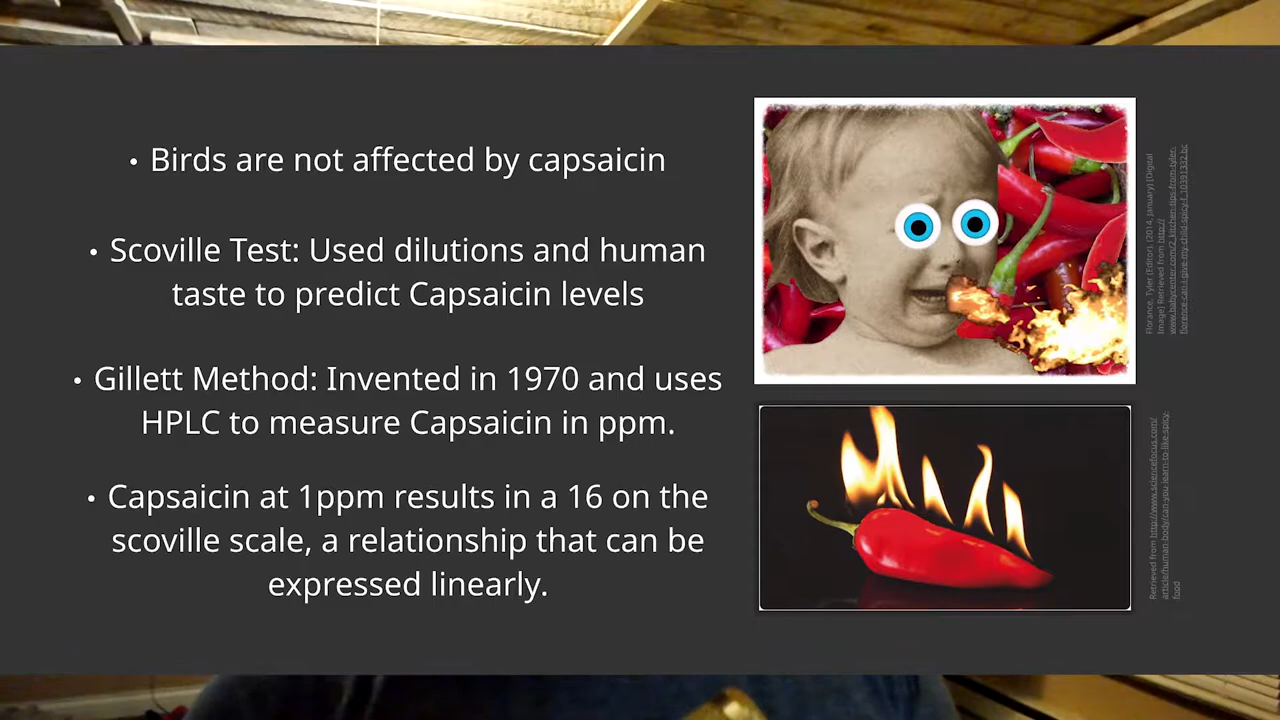 • Birds are not affected by capsaicin
• Scoville Test: Used dilutions and human
taste to predict Capsaicin levels
• Gillett Method: Invented in 1970 and uses
HPLC to measure Capsaicin in ppm.
• Capsaicin at 1ppm results in a 16 on the
scoville scale, a relationship that can be
expressed linearly.
Florance, Tyler (Editor). (2014, January) [Digital
Image] Retrieved from http://
www.babycenter.com/2_kitchen-tips-from-tyler-
florence-can-i-give-my-child-spicy-f_10391332.bc
Retrieved from http://www.sciencefocus.com/
article/human-body/can-you-learn-to-like-spicy-
food